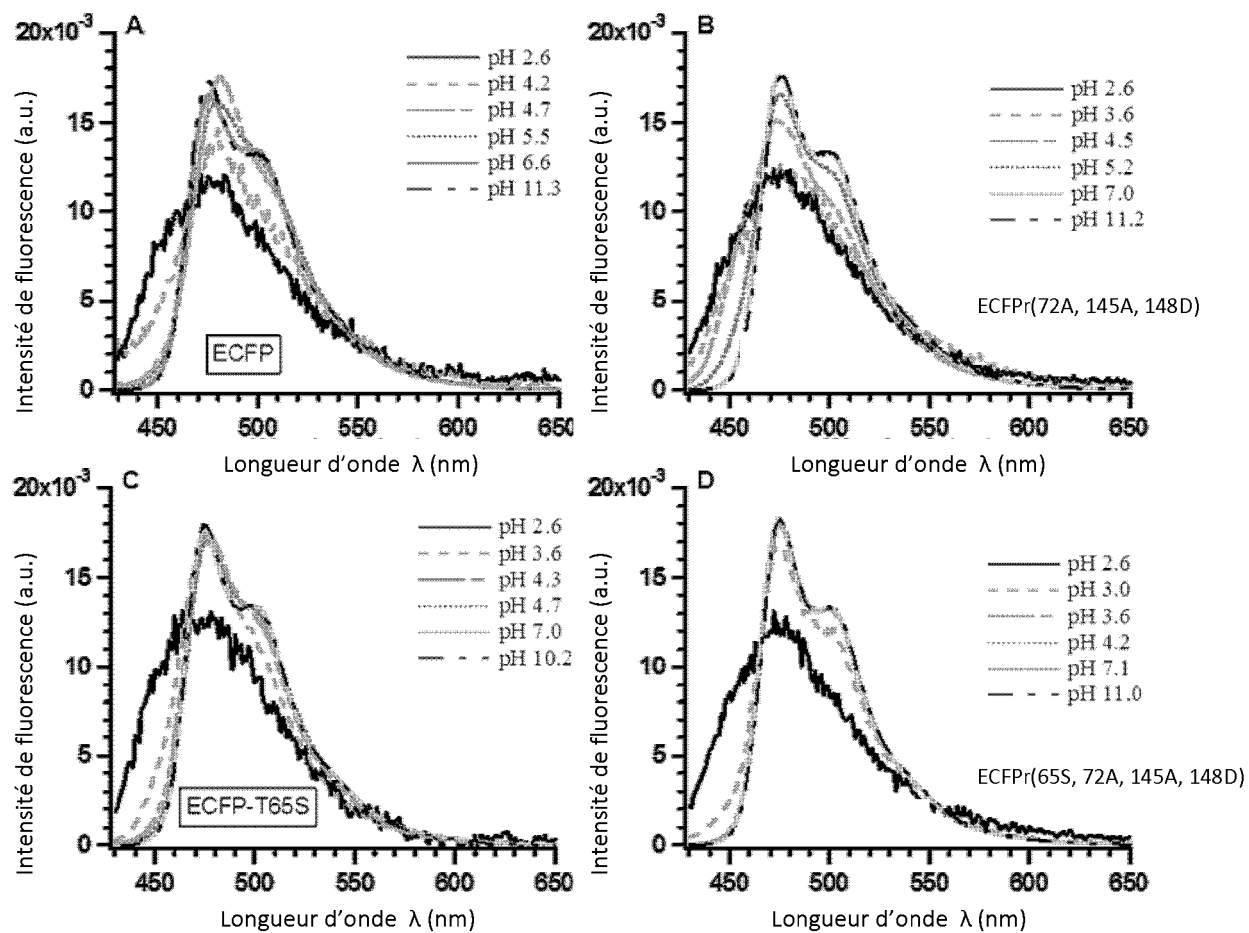 A
20x10⁻³
15
10
5
0
450
500
550
600
650
Intensité de fluorescence (a.u.)
Longueur d'onde λ (nm)
pH 2.6
pH 4.2
pH 4.7
pH 5.5
pH 6.6
pH 11.3
ECFP
B
20x10⁻³
15
10
5
0
450
500
550
600
650
Intensité de fluorescence (a.u.)
Longueur d'onde λ (nm)
pH 2.6
pH 3.6
pH 4.5
pH 5.2
pH 7.0
pH 11.2
ECFPr(72A, 145A, 148D)
C
20x10⁻³
15
10
5
0
450
500
550
600
650
Intensité de fluorescence (a.u.)
Longueur d'onde λ (nm)
pH 2.6
pH 3.6
pH 4.3
pH 4.7
pH 7.0
pH 10.2
ECFP-T65S
D
20x10⁻³
15
10
5
0
450
500
550
600
650
Intensité de fluorescence (a.u.)
Longueur d'onde λ (nm)
pH 2.6
pH 3.0
pH 3.6
pH 4.2
pH 7.1
pH 11.0
ECFPr(65S, 72A, 145A, 148D)